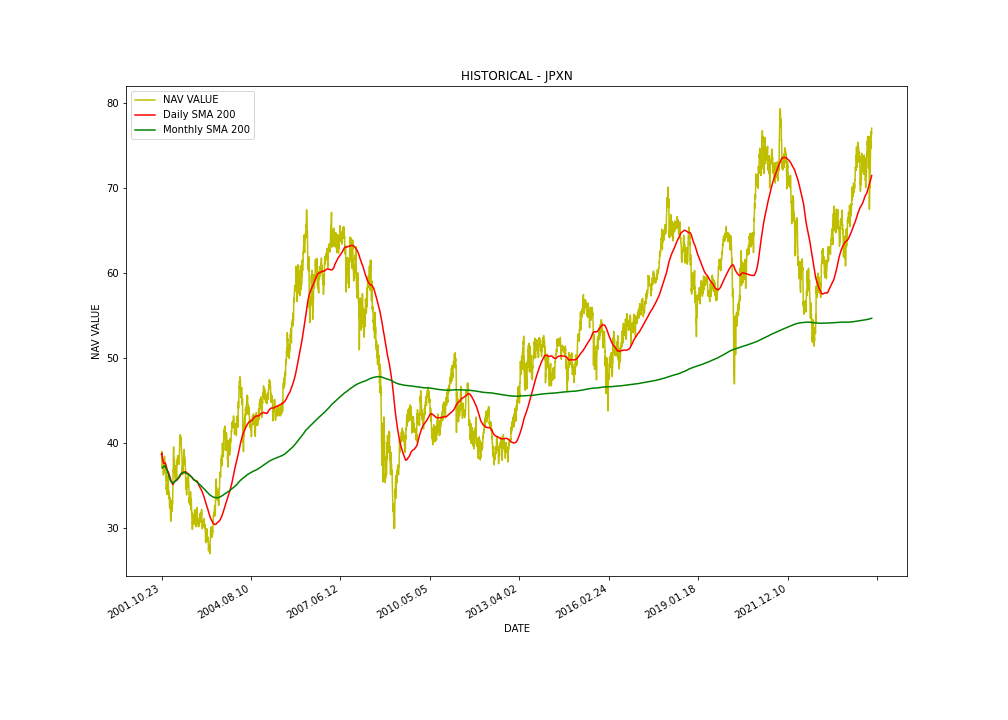 HISTORICAL - JPXN
NAV VALUE
Daily SMA 200
Monthly SMA 200
80
70
60
50
40
30
NAV VALUE
2001.10.23
2004.08.10
2007.06.12
2010.05.05
2013.04.02
2016.02.24
2019.01.18
2021.12.10
DATE